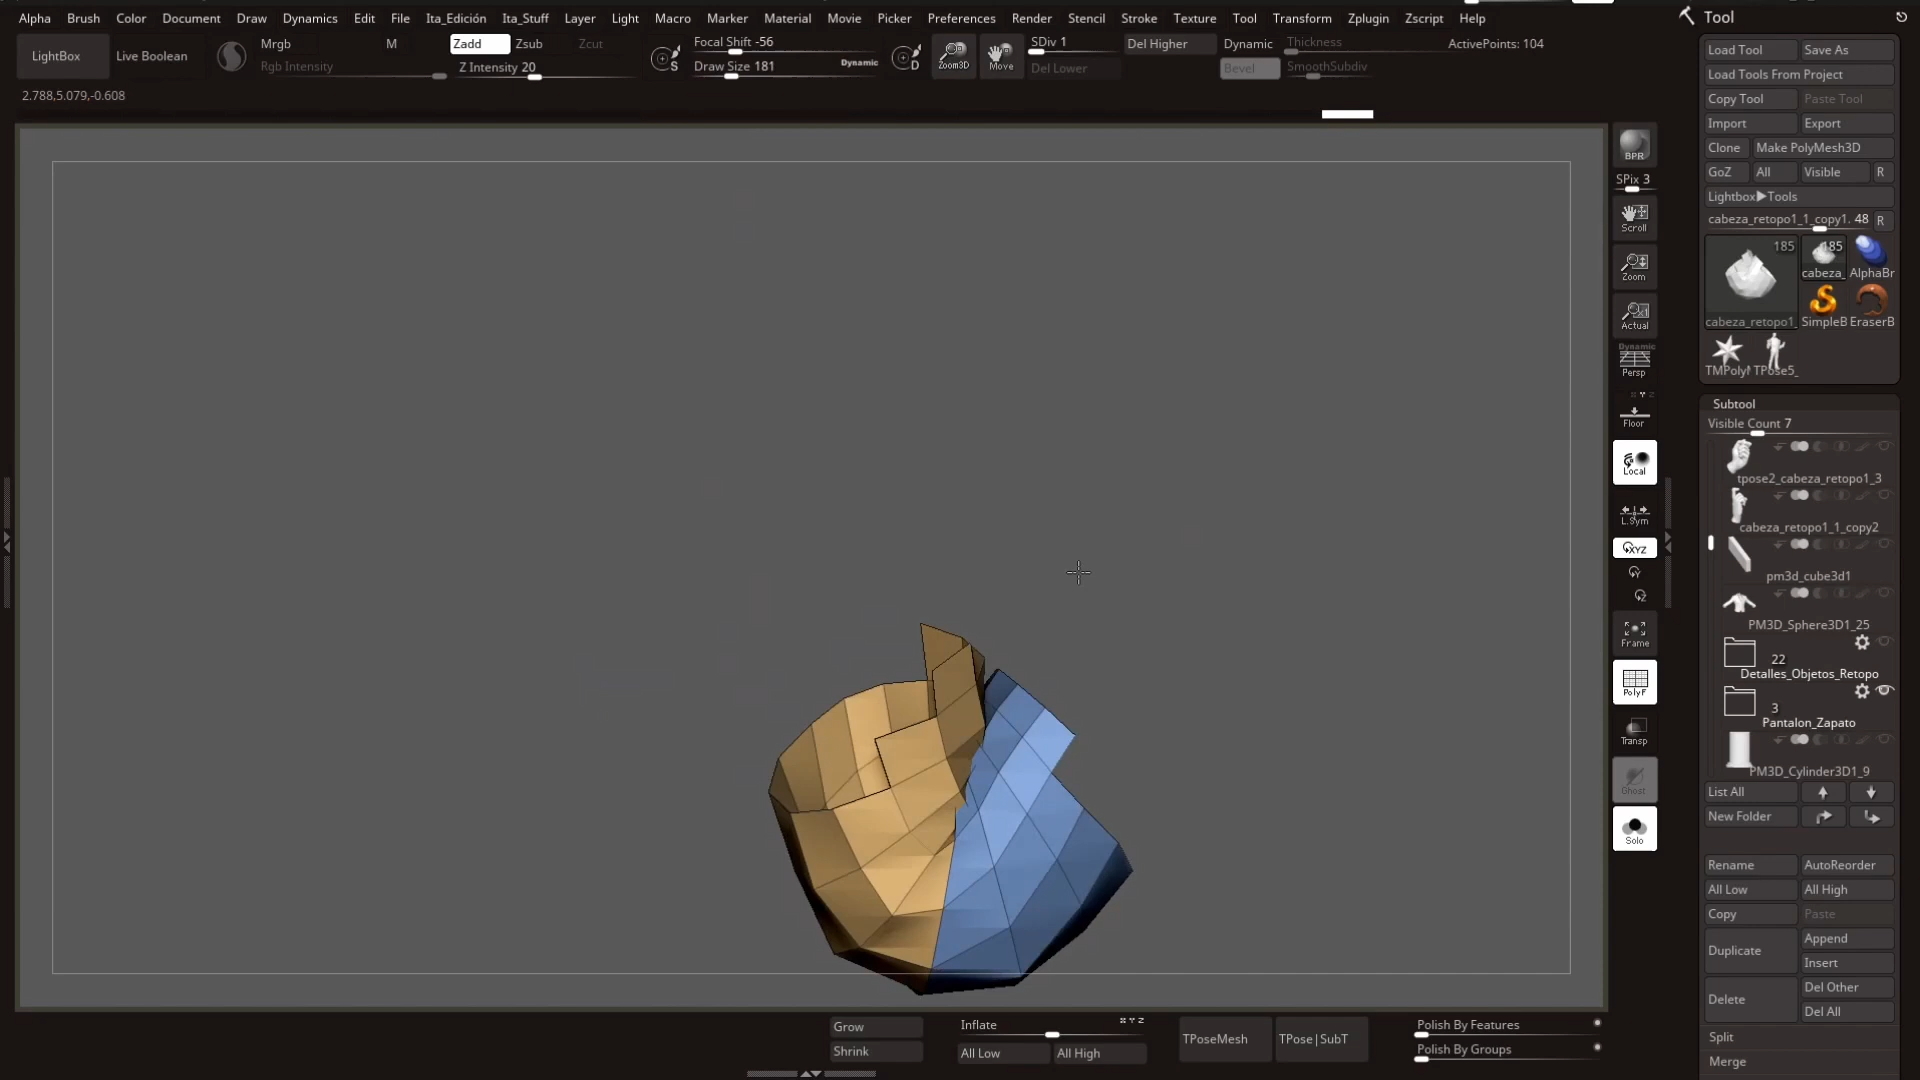 Alpha Brush Color Document Draw Dynamics Edit File Ita_Edición Ita_Stuff Layer Light Macro Marker Material Movie Picker Preferences Render Stencil Stroke Texture Tool Transform Zplugin Zscript Help
LightBox
Live Boolean
Mrgb
M
Rgb Intensity
Zadd
Zsub
Zcut
Z Intensity 20
S
Focal Shift -56
Draw Size 181
Dynamic
D
Zoom3D
Move
SDiv 1
Del Lower
Del Higher
Dynamic
Bevel
Thickness
SmoothSubdiv
ActivePoints: 104
2.788,5.079,-0.608
BPR
SPix 3
Scroll
Zoom
Actual
Dynamic
Persp
Floor
Local
L.Sym
XYZ
Y
Z
Frame
PolyF
Transp
Ghost
Solo
Tool
Load Tool
Save As
Load Tools From Project
Copy Tool
Paste Tool
Import
Export
Clone
Make PolyMesh3D
GoZ
All
Visible
R
Lightbox▶Tools
cabeza_retopo1_1_copy1. 48
R
185
185
cabeza_retopo1_
cabeza_
AlphaBr
SimpleB
EraserB
TMPolyM
TPose5_
Subtool
Visible Count 7
tpose2_cabeza_retopo1_3
cabeza_retopo1_1_copy2
pm3d_cube3d1
PM3D_Sphere3D1_25
22
Detalles_Objetos_Retopo
3
Pantalon_Zapato
PM3D_Cylinder3D1_9
List All
New Folder
Rename
AutoReorder
All Low
All High
Copy
Paste
Duplicate
Append
Insert
Delete
Del Other
Del All
Split
Merge
Grow
Shrink
Inflate
X Y Z
All Low
All High
TPoseMesh
TPose|SubT
Polish By Features
Polish By Groups